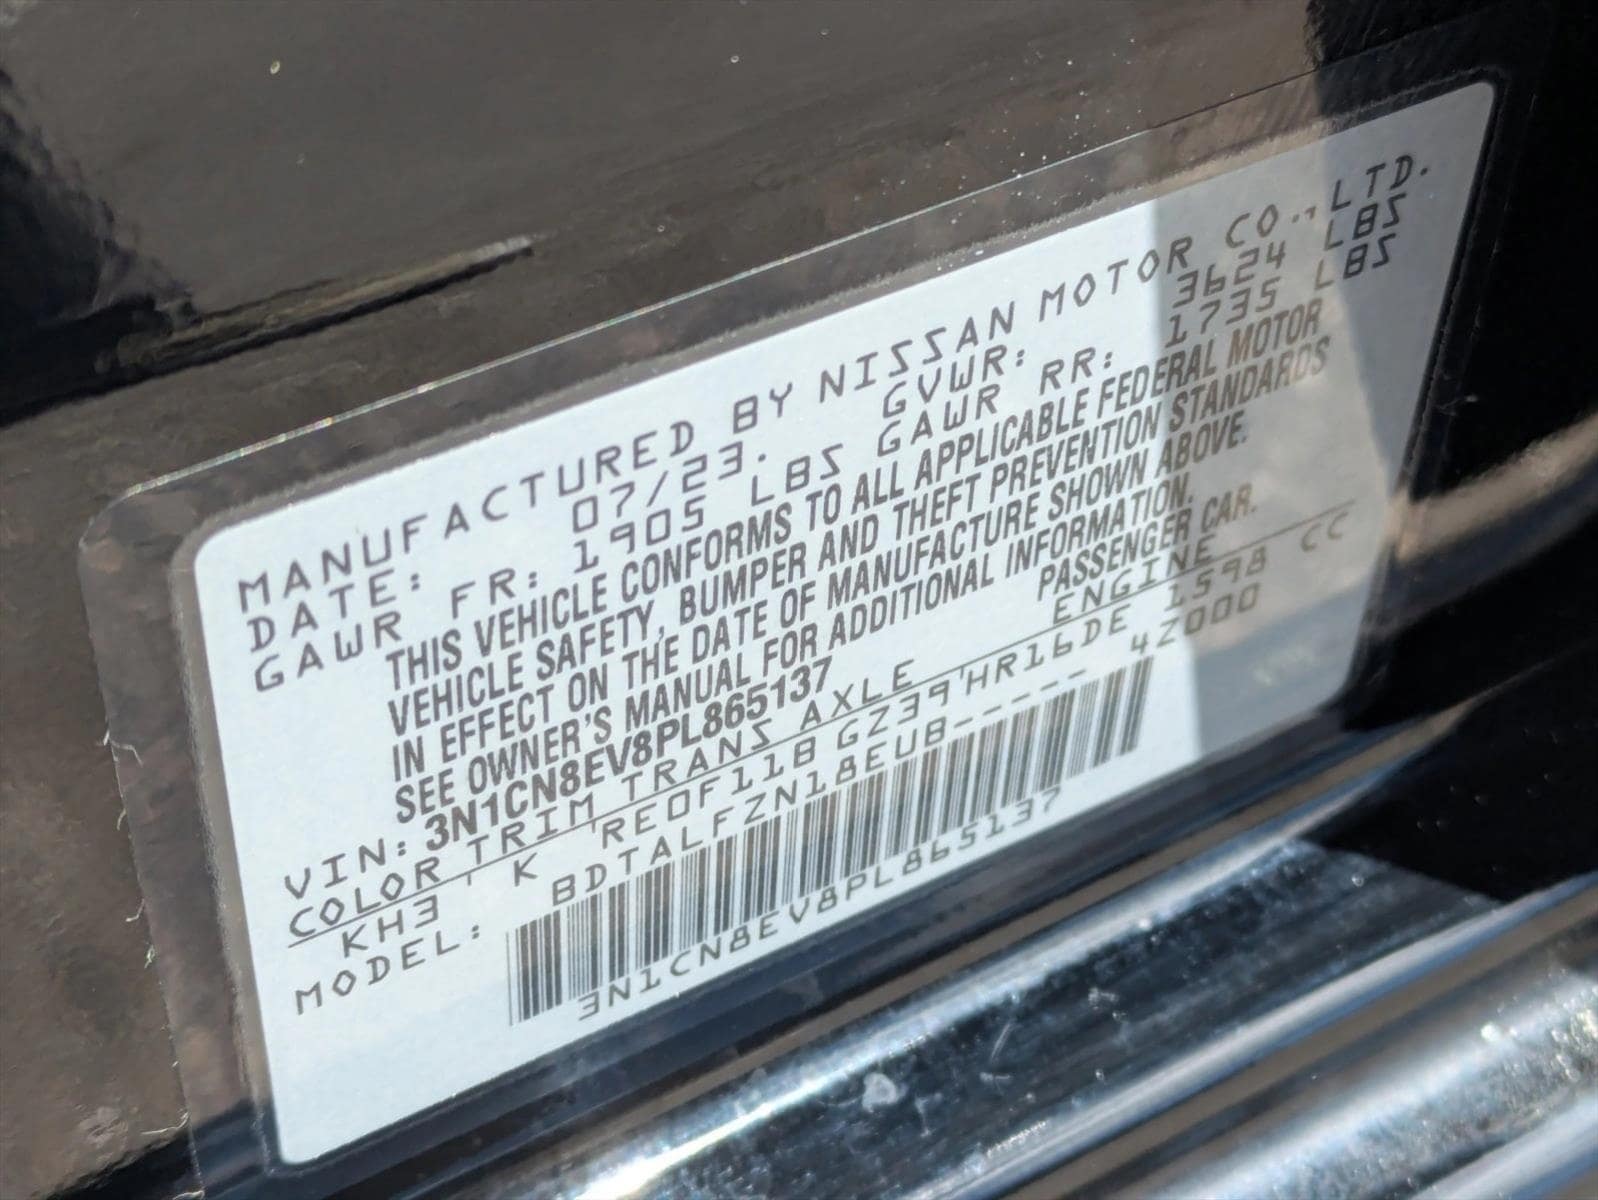 MANUFACTURED BY NISSAN MOTOR CO.,LTD.
DATE: 07/23. GVWR: 3624 LBS
GAWR FR: 1905 LBS GAWR RR: 1735 LBS
THIS VEHICLE CONFORMS TO ALL APPLICABLE FEDERAL MOTOR
VEHICLE SAFETY, BUMPER AND THEFT PREVENTION STANDARDS
IN EFFECT ON THE DATE OF MANUFACTURE SHOWN ABOVE.
SEE OWNER'S MANUAL FOR ADDITIONAL INFORMATION.
VIN: 3N1CN8EV8PL865137 PASSENGER CAR.
COLOR TRIM TRANS AXLE ENGINE
KH3 ' K 'RE0F11B GZ39'HR16DE 1598 CC
MODEL: BDTALFZN18EUB----- 4Z000
3N1CN8EV8PL865137